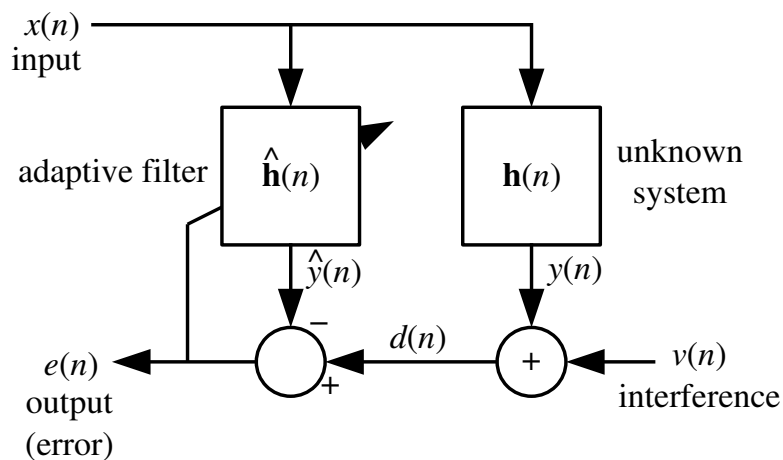 x(n)
input
adaptive filter
ĥ(n)
h(n)
unknown
system
ŷ(n)
y(n)
−
+
d(n)
+
e(n)
output
(error)
v(n)
interference